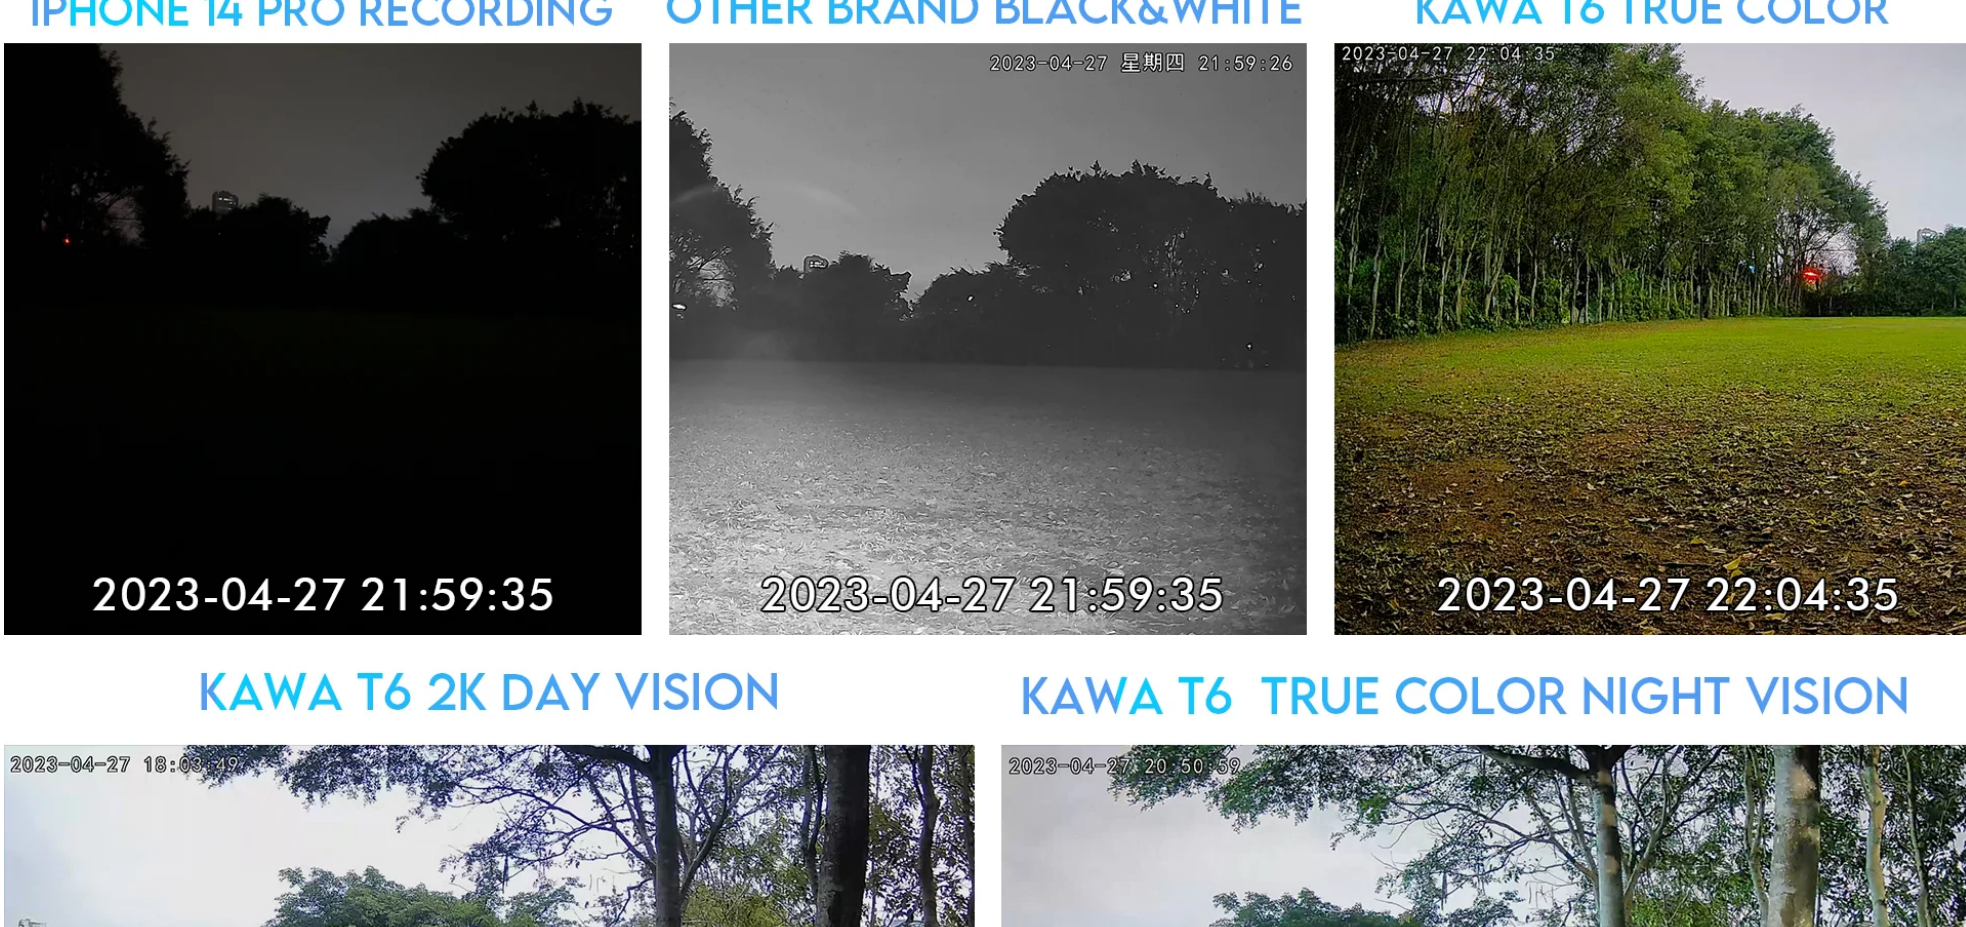 IPHONE 14 PRO RECORDING
OTHER BRAND BLACK&WHITE
KAWA T6 TRUE COLOR
2023-04-27 星期四 21:59:26
2023-04-27 22:04:35
2023-04-27 21:59:35
2023-04-27 21:59:35
2023-04-27 22:04:35
KAWA T6 2K DAY VISION
KAWA T6 TRUE COLOR NIGHT VISION
2023-04-27 18:03:49
2023-04-27 20:50:59